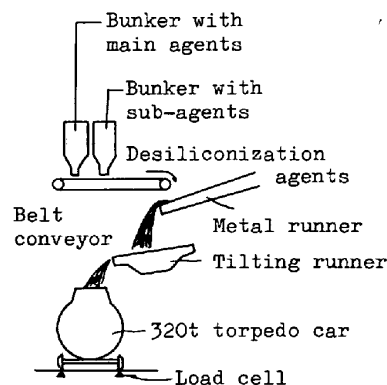 Bunker with
main agents
Bunker with
sub-agents
Desiliconization
agents
Belt
conveyor
Metal runner
Tilting runner
320t torpedo car
Load cell